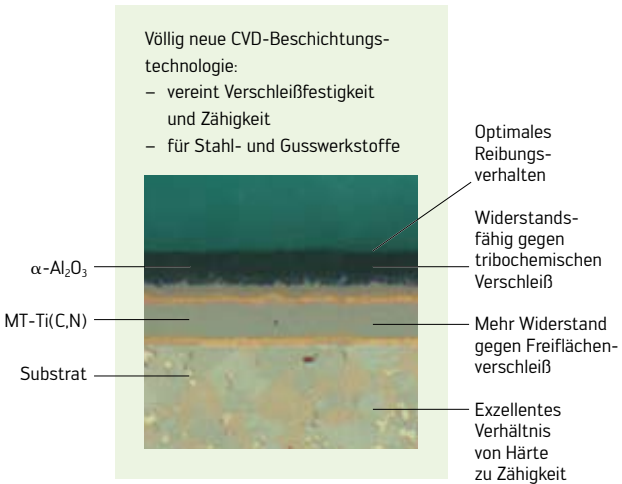 Völlig neue CVD-Beschichtungs-
technologie:
– vereint Verschleißfestigkeit
und Zähigkeit
– für Stahl- und Gusswerkstoffe
α-Al₂O₃
MT-Ti(C,N)
Substrat
Optimales
Reibungs-
verhalten
Widerstands-
fähig gegen
tribochemischen
Verschleiß
Mehr Widerstand
gegen Freiflächen-
verschleiß
Exzellentes
Verhältnis
von Härte
zu Zähigkeit